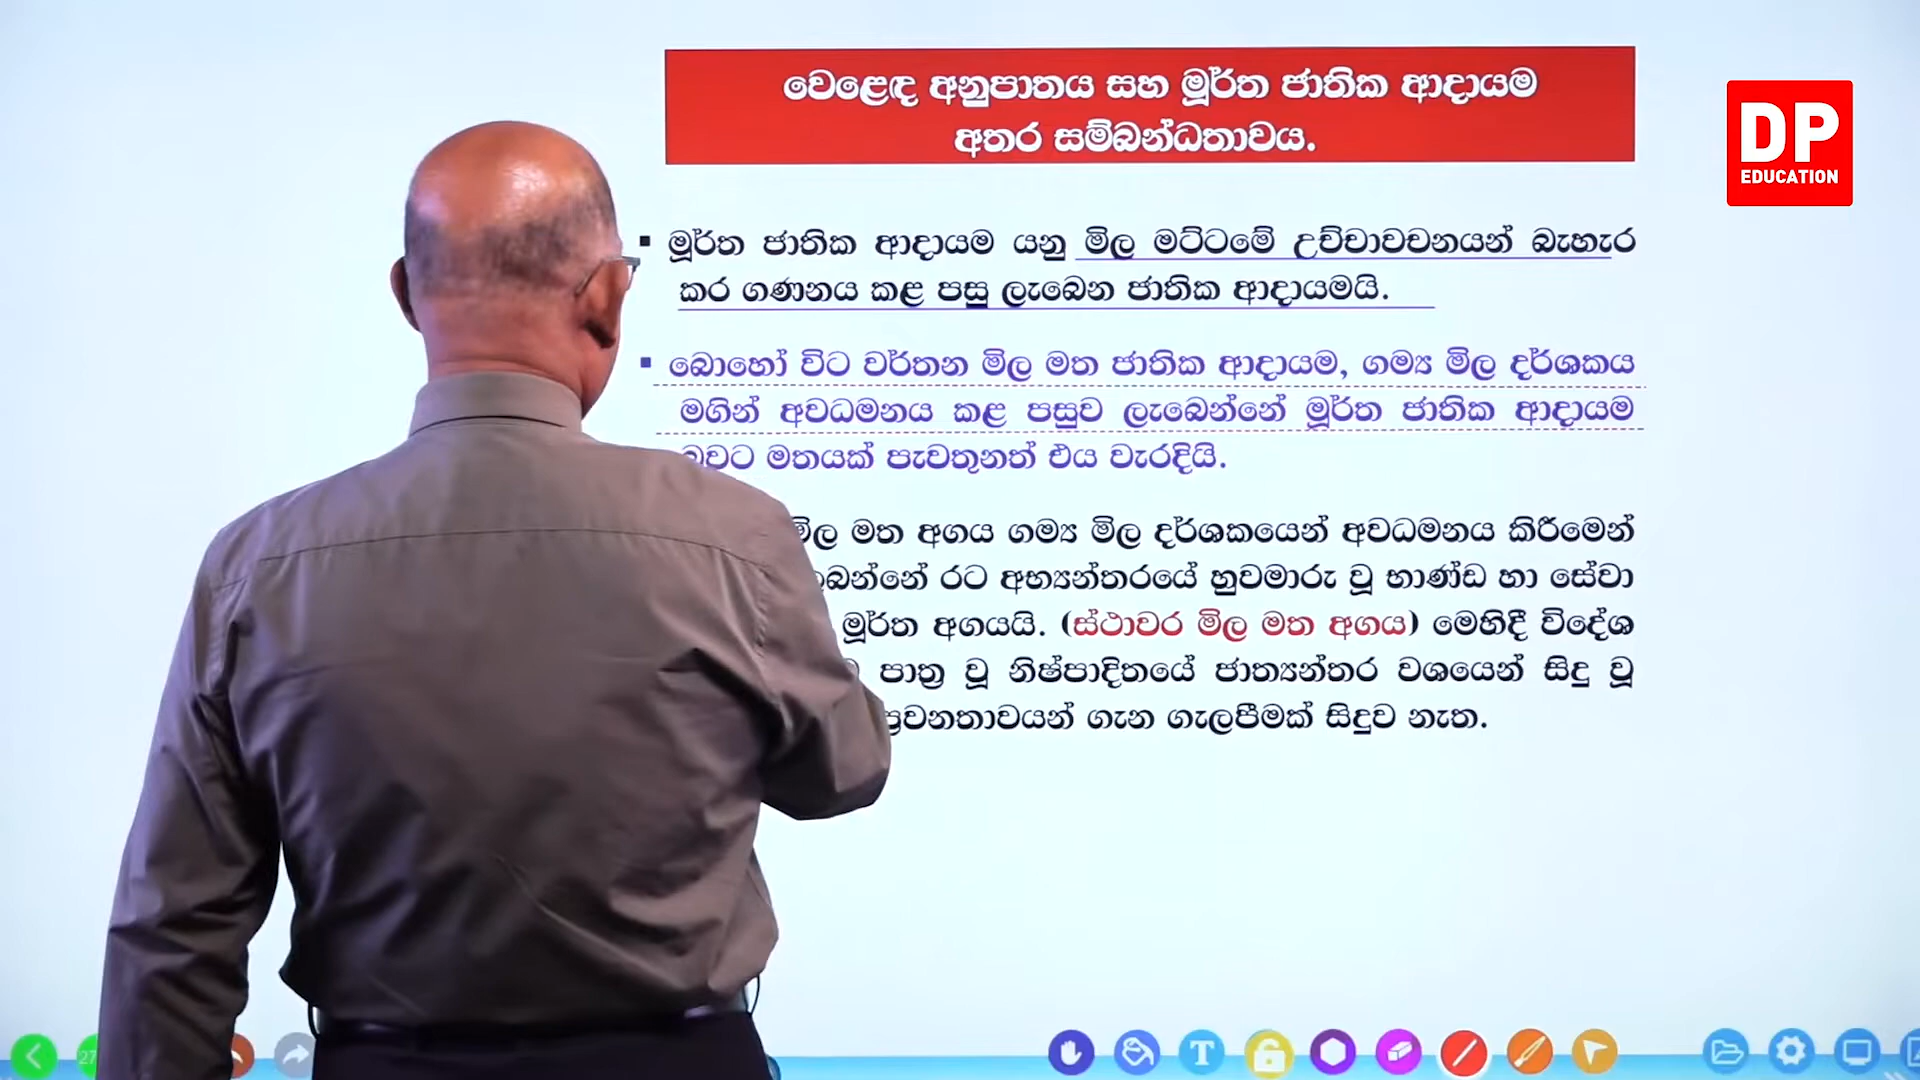 වෙළෙඳ අනුපාතය සහ මූර්ත ජාතික ආදායම
අතර සම්බන්ධතාවය.
DP
EDUCATION
▪ මූර්ත ජාතික ආදායම යනු මිල මට්ටමේ උච්චාවචනයන් බැහැර
කර ගණනය කළ පසු ලැබෙන ජාතික ආදායමයි.
▪ බොහෝ විට වර්තන මිල මත ජාතික ආදායම, ගම්‍ය මිල දර්ශකය
මගින් අවධමනය කළ පසුව ලැබෙන්නේ මූර්ත ජාතික ආදායම
මතයක් පැවතුනත් එය වැරදියි.
මත අගය ගම්‍ය මිල දර්ශකයෙන් අවධමනය කිරීමෙන්
රට අභ්‍යන්තරයේ හුවමාරු වූ භාණ්ඩ හා සේවා
මූර්ත අගයයි. (ස්ථාවර මිල මත අගය) මෙහිදී විදේශ
පාත්‍ර වූ නිෂ්පාදිතයේ ජාත්‍යන්තර වශයෙන් සිදු වූ
ගැන ගැලපීමක් සිදුව නැත.
27
T